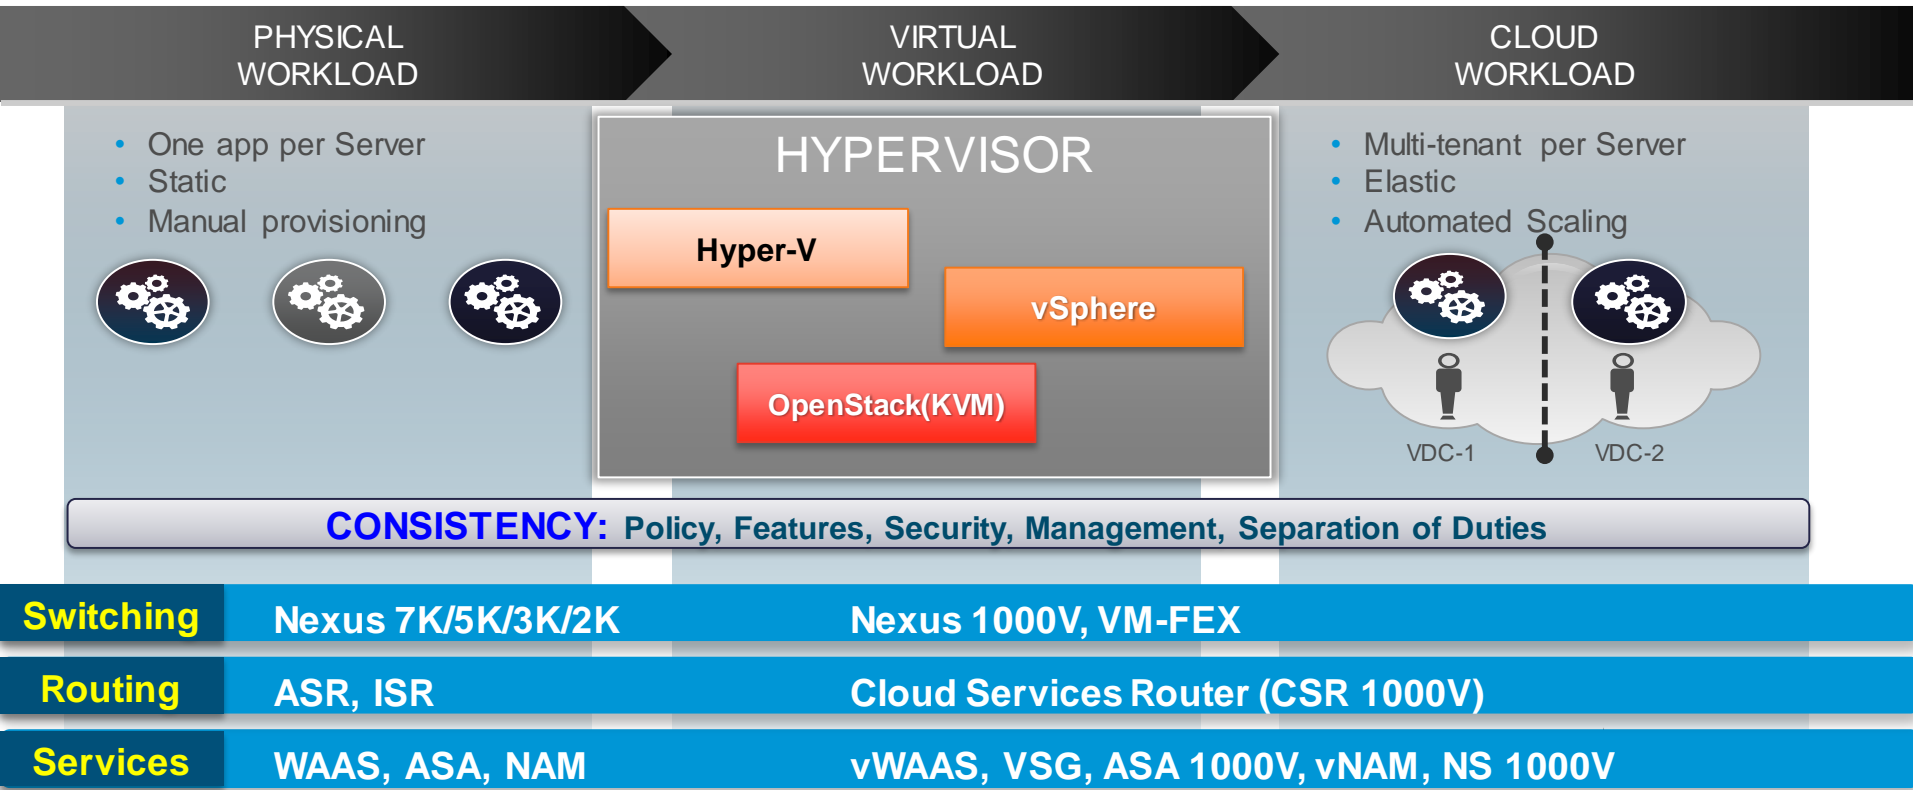 PHYSICAL
WORKLOAD
VIRTUAL
WORKLOAD
CLOUD
WORKLOAD
• One app per Server
• Static
• Manual provisioning
HYPERVISOR
Hyper-V
vSphere
OpenStack(KVM)
• Multi-tenant per Server
• Elastic
• Automated Scaling
VDC-1
VDC-2
CONSISTENCY: Policy, Features, Security, Management, Separation of Duties
Switching
Nexus 7K/5K/3K/2K
Nexus 1000V, VM-FEX
Routing
ASR, ISR
Cloud Services Router (CSR 1000V)
Services
WAAS, ASA, NAM
vWAAS, VSG, ASA 1000V, vNAM, NS 1000V